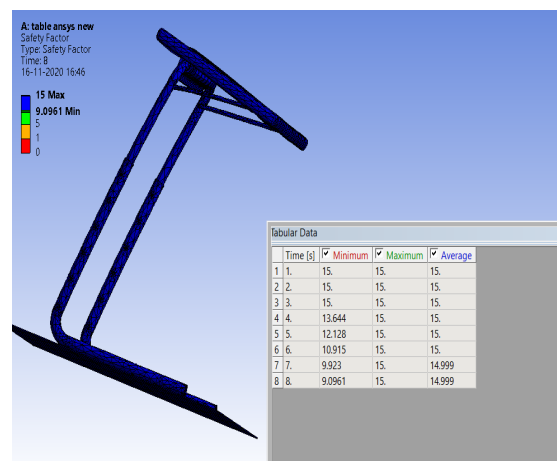 A: table ansys new
Safety Factor
Type: Safety Factor
Time: 8
16-11-2020 16:46
15 Max
9.0961 Min
5
1
0
Tabular Data
Time [s] Minimum Maximum Average
1 1. 15. 15. 15.
2 2. 15. 15. 15.
3 3. 15. 15. 15.
4 4. 13.644 15. 15.
5 5. 12.128 15. 15.
6 6. 10.915 15. 15.
7 7. 9.923 15. 14.999
8 8. 9.0961 15. 14.999